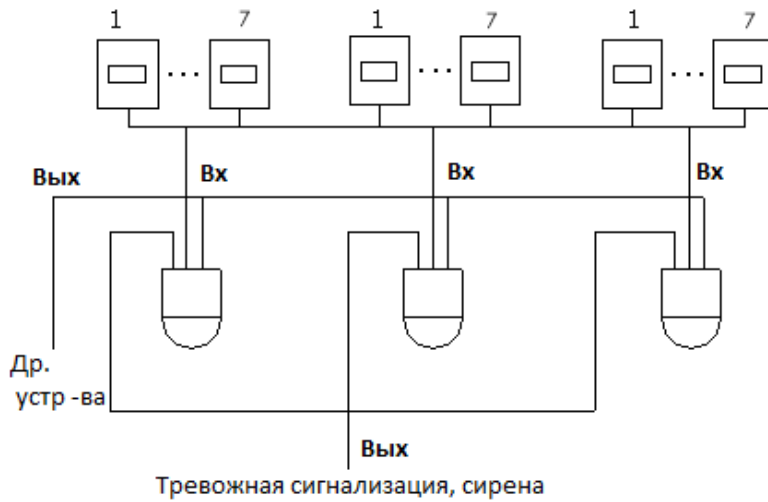 1 7 1 7 1 7
Вых Вх Вх Вх
Др.
устр -ва
Вых
Тревожная сигнализация, сирена